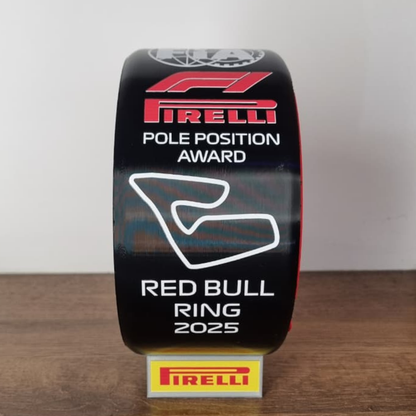 FIA
F1
PIRELLI
POLE POSITION
AWARD
RED BULL
RING
2025
PIRELLI